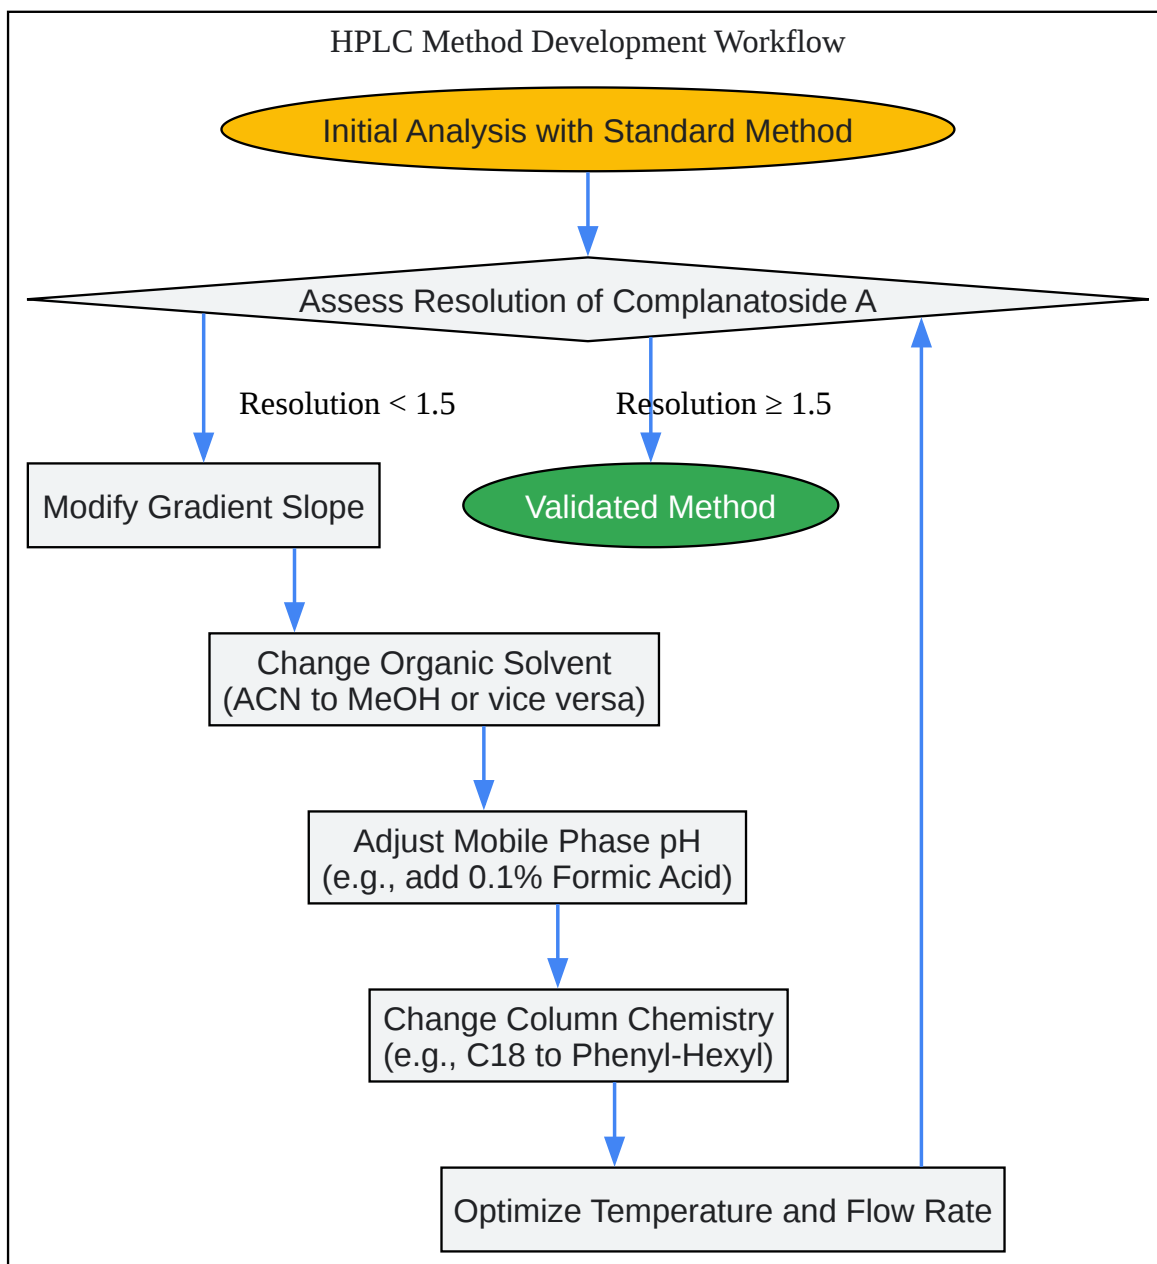 HPLC Method Development Workflow
Initial Analysis with Standard Method
Assess Resolution of Complanatoside A
Resolution < 1.5
Resolution ≥ 1.5
Modify Gradient Slope
Validated Method
Change Organic Solvent
(ACN to MeOH or vice versa)
Adjust Mobile Phase pH
(e.g., add 0.1% Formic Acid)
Change Column Chemistry
(e.g., C18 to Phenyl-Hexyl)
Optimize Temperature and Flow Rate